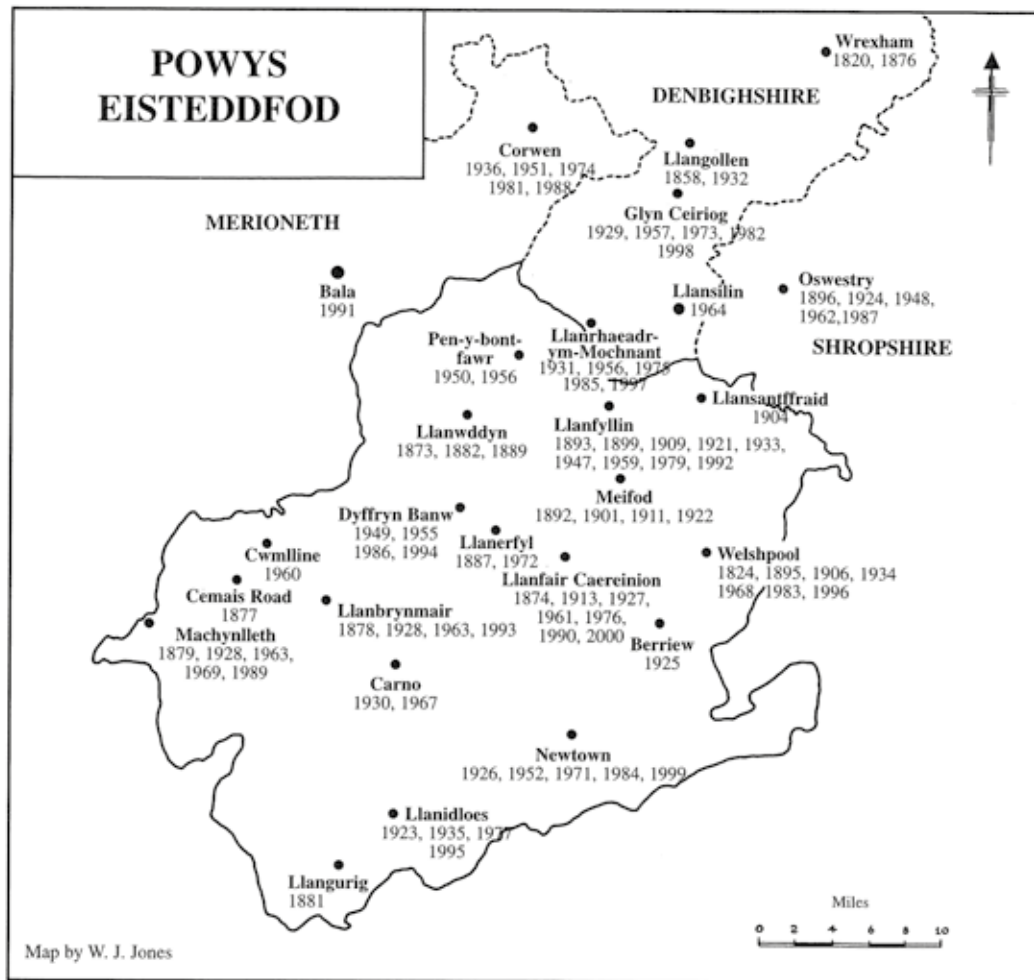 POWYS
EISTEDDFOD
Wrexham
1820, 1876
DENBIGHSHIRE
Corwen
1936, 1951, 1974
1981, 1988
Llangollen
1858, 1932
Glyn Ceiriog
1929, 1957, 1973, 1982
1998
MERIONETH
Bala
1991
Llansilin
1964
Oswestry
1896, 1924, 1948,
1962,1987
SHROPSHIRE
Pen-y-bont-
fawr
1950, 1956
Llanrhaeadr-
ym-Mochnant
1931, 1956, 1975
1985, 1997
Llansantffraid
1904
Llanwddyn
1873, 1882, 1889
Llanfyllin
1893, 1899, 1909, 1921, 1933,
1947, 1959, 1979, 1992
Meifod
1892, 1901, 1911, 1922
Dyffryn Banw
1949, 1955
1986, 1994
Llanerfyl
1887, 1972
Cwmlline
1960
Cemais Road
1877
Llanfair Caereinion
1874, 1913, 1927,
1961, 1976,
1990, 2000
Welshpool
1824, 1895, 1906, 1934
1968, 1983, 1996
Llanbrynmair
1878, 1928, 1963, 1993
Machynlleth
1879, 1928, 1963,
1969, 1989
Berriew
1925
Carno
1930, 1967
Newtown
1926, 1952, 1971, 1984, 1999
Llanidloes
1923, 1935, 1977
1995
Llangurig
1881
Miles
0 2 4 6 8 10
Map by W. J. Jones